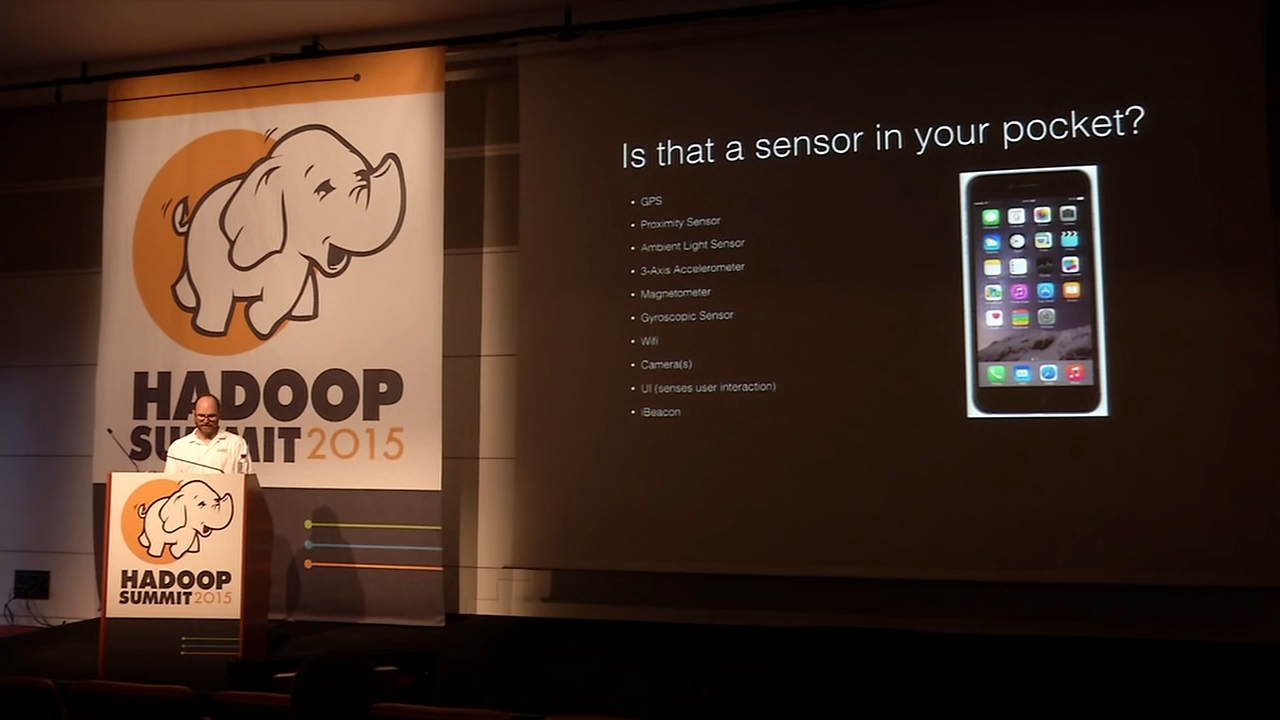 HADOOP
SUMMIT 2015
HADOOP
SUMMIT 2015
Is that a sensor in your pocket?
• GPS
• Proximity Sensor
• Ambient Light Sensor
• 3-Axis Accelerometer
• Magnetometer
• Gyroscopic Sensor
• Wifi
• Camera(s)
• UI (senses user interaction)
• iBeacon